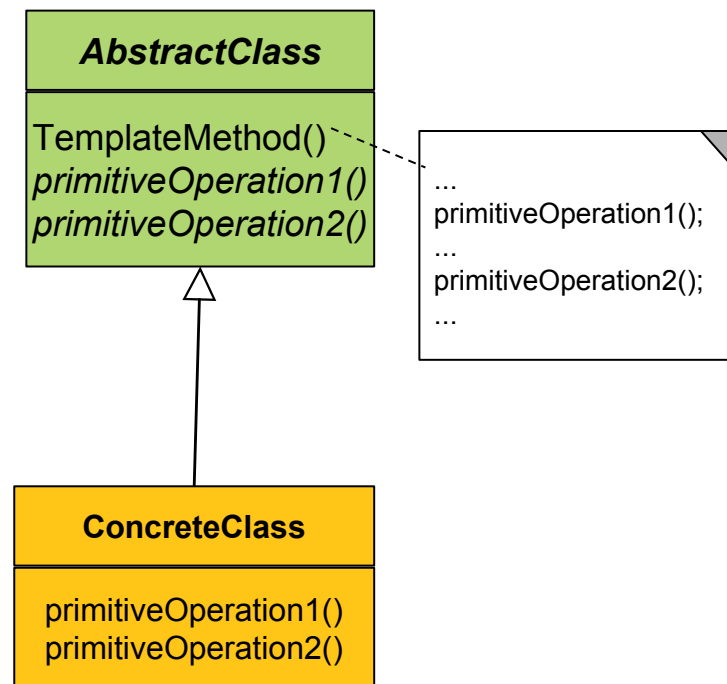 AbstractClass
TemplateMethod()
primitiveOperation1()
primitiveOperation2()
...
primitiveOperation1();
...
primitiveOperation2();
...
ConcreteClass
primitiveOperation1()
primitiveOperation2()